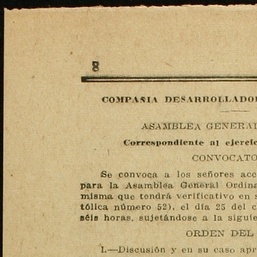 8
COMPAÑIA DESARROLLADO
ASAMBLEA GENERAL
Correspondiente al ejercic
CONVOCATO
Se convoca a los señores acc
para la Asamblea General Ordina
misma que tendrá verificativo en s
tólica número 52), el día 25 del c
séis horas, sujetándose a la siguie
ORDEN DEL
I.—Discusión y en su caso apr